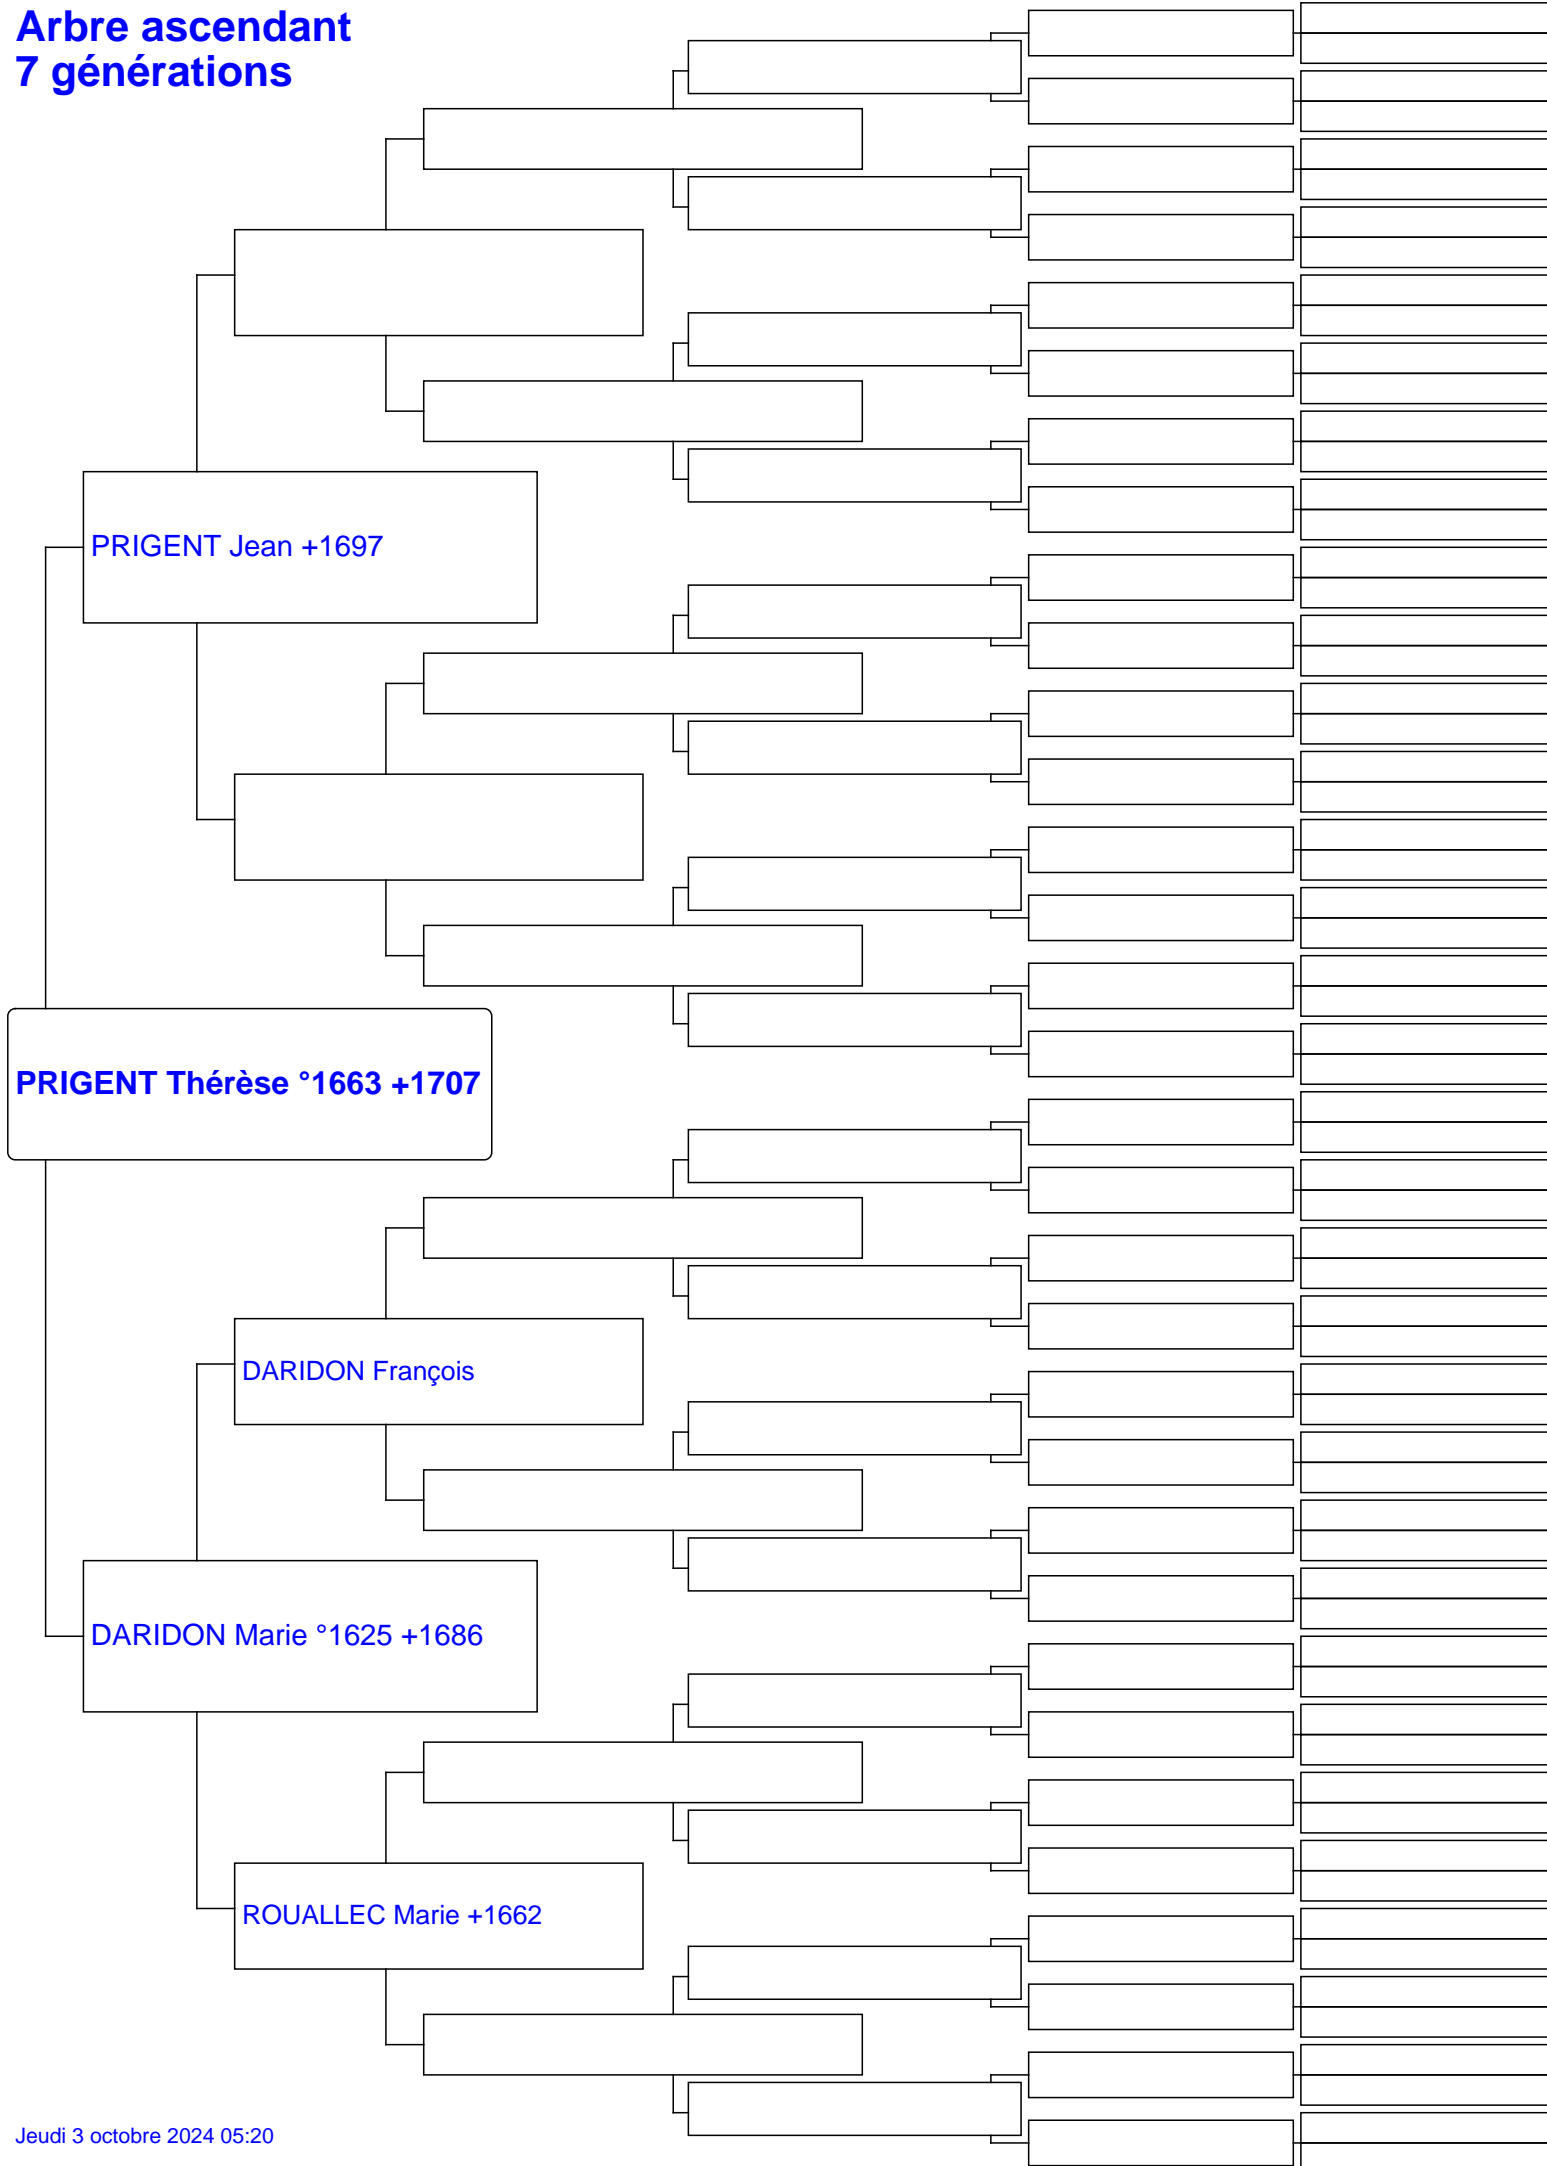 Arbre ascendant
7 générations
PRIGENT Jean +1697
PRIGENT Thérèse °1663 +1707
DARIDON François
DARIDON Marie °1625 +1686
ROUALLEC Marie +1662
Jeudi 3 octobre 2024 05:20